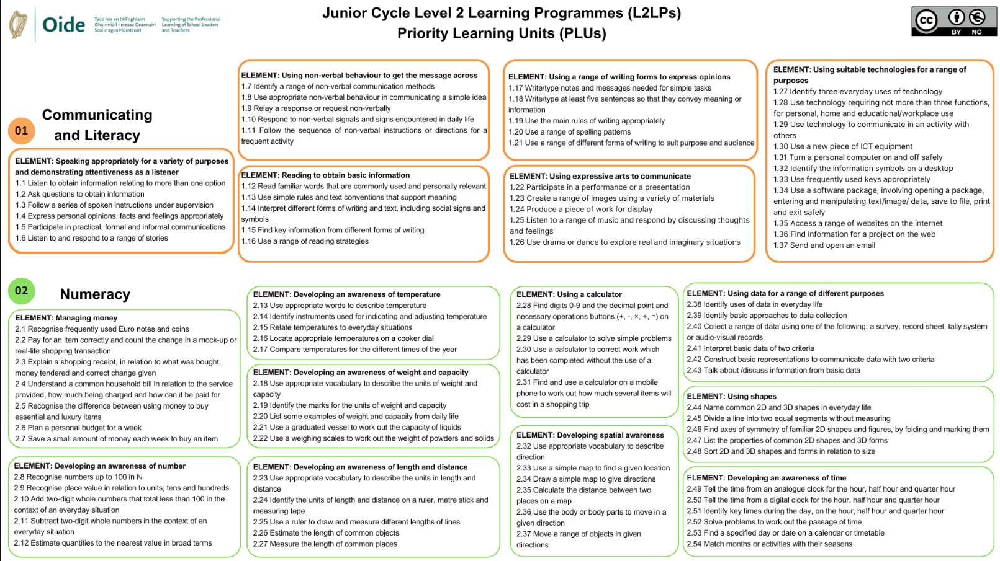 Oide
Tacú leis an bhFoghlaim
Ghairmiúil i measc Ceannairí
Scoile agus Múinteoirí
Supporting the Professional
Learning of School Leaders
and Teachers
Junior Cycle Level 2 Learning Programmes (L2LPs)
Priority Learning Units (PLUs)
CC
BY NC
01
Communicating
and Literacy
ELEMENT: Speaking appropriately for a variety of purposes
and demonstrating attentiveness as a listener
1.1 Listen to obtain information relating to more than one option
1.2 Ask questions to obtain information
1.3 Follow a series of spoken instructions under supervision
1.4 Express personal opinions, facts and feelings appropriately
1.5 Participate in practical, formal and informal communications
1.6 Listen to and respond to a range of stories
ELEMENT: Using non-verbal behaviour to get the message across
1.7 Identify a range of non-verbal communication methods
1.8 Use appropriate non-verbal behaviour in communicating a simple idea
1.9 Relay a response or request non-verbally
1.10 Respond to non-verbal signals and signs encountered in daily life
1.11 Follow the sequence of non-verbal instructions or directions for a
frequent activity
ELEMENT: Reading to obtain basic information
1.12 Read familiar words that are commonly used and personally relevant
1.13 Use simple rules and text conventions that support meaning
1.14 Interpret different forms of writing and text, including social signs and
symbols
1.15 Find key information from different forms of writing
1.16 Use a range of reading strategies
ELEMENT: Using a range of writing forms to express opinions
1.17 Write/type notes and messages needed for simple tasks
1.18 Write/type at least five sentences so that they convey meaning or
information
1.19 Use the main rules of writing appropriately
1.20 Use a range of spelling patterns
1.21 Use a range of different forms of writing to suit purpose and audience
ELEMENT: Using expressive arts to communicate
1.22 Participate in a performance or a presentation
1.23 Create a range of images using a variety of materials
1.24 Produce a piece of work for display
1.25 Listen to a range of music and respond by discussing thoughts
and feelings
1.26 Use drama or dance to explore real and imaginary situations
ELEMENT: Using suitable technologies for a range of
purposes
1.27 Identify three everyday uses of technology
1.28 Use technology requiring not more than three functions,
for personal, home and educational/workplace use
1.29 Use technology to communicate in an activity with
others
1.30 Use a new piece of ICT equipment
1.31 Turn a personal computer on and off safely
1.32 Identify the information symbols on a desktop
1.33 Use frequently used keys appropriately
1.34 Use a software package, involving opening a package,
entering and manipulating text/image/ data, save to file, print
and exit safely
1.35 Access a range of websites on the internet
1.36 Find information for a project on the web
1.37 Send and open an email
02
Numeracy
ELEMENT: Managing money
2.1 Recognise frequently used Euro notes and coins
2.2 Pay for an item correctly and count the change in a mock-up or
real-life shopping transaction
2.3 Explain a shopping receipt, in relation to what was bought,
money tendered and correct change given
2.4 Understand a common household bill in relation to the service
provided, how much being charged and how can it be paid for
2.5 Recognise the difference between using money to buy
essential and luxury items
2.6 Plan a personal budget for a week
2.7 Save a small amount of money each week to buy an item
ELEMENT: Developing an awareness of number
2.8 Recognise numbers up to 100 in ℕ
2.9 Recognise place value in relation to units, tens and hundreds
2.10 Add two-digit whole numbers that total less than 100 in the
context of an everyday situation
2.11 Subtract two-digit whole numbers in the context of an
everyday situation
2.12 Estimate quantities to the nearest value in broad terms
ELEMENT: Developing an awareness of temperature
2.13 Use appropriate words to describe temperature
2.14 Identify instruments used for indicating and adjusting temperature
2.15 Relate temperatures to everyday situations
2.16 Locate appropriate temperatures on a cooker dial
2.17 Compare temperatures for the different times of the year
ELEMENT: Developing an awareness of weight and capacity
2.18 Use appropriate vocabulary to describe the units of weight and
capacity
2.19 Identify the marks for the units of weight and capacity
2.20 List some examples of weight and capacity from daily life
2.21 Use a graduated vessel to work out the capacity of liquids
2.22 Use a weighing scales to work out the weight of powders and solids
ELEMENT: Developing an awareness of length and distance
2.23 Use appropriate vocabulary to describe the units in length and
distance
2.24 Identify the units of length and distance on a ruler, metre stick and
measuring tape
2.25 Use a ruler to draw and measure different lengths of lines
2.26 Estimate the length of common objects
2.27 Measure the length of common places
ELEMENT: Using a calculator
2.28 Find digits 0-9 and the decimal point and
necessary operations buttons (+, -, ×, ÷, =) on
a calculator
2.29 Use a calculator to solve simple problems
2.30 Use a calculator to correct work which
has been completed without the use of a
calculator
2.31 Find and use a calculator on a mobile
phone to work out how much several items will
cost in a shopping trip
ELEMENT: Developing spatial awareness
2.32 Use appropriate vocabulary to describe
direction
2.33 Use a simple map to find a given location
2.34 Draw a simple map to give directions
2.35 Calculate the distance between two
places on a map
2.36 Use the body or body parts to move in a
given direction
2.37 Move a range of objects in given
directions
ELEMENT: Using data for a range of different purposes
2.38 Identify uses of data in everyday life
2.39 Identify basic approaches to data collection
2.40 Collect a range of data using one of the following: a survey, record sheet, tally system
or audio-visual records
2.41 Interpret basic data of two criteria
2.42 Construct basic representations to communicate data with two criteria
2.43 Talk about /discuss information from basic data
ELEMENT: Using shapes
2.44 Name common 2D and 3D shapes in everyday life
2.45 Divide a line into two equal segments without measuring
2.46 Find axes of symmetry of familiar 2D shapes and figures, by folding and marking them
2.47 List the properties of common 2D shapes and 3D forms
2.48 Sort 2D and 3D shapes and forms in relation to size
ELEMENT: Developing an awareness of time
2.49 Tell the time from an analogue clock for the hour, half hour and quarter hour
2.50 Tell the time from a digital clock for the hour, half hour and quarter hour
2.51 Identify key times during the day, on the hour, half hour and quarter hour
2.52 Solve problems to work out the passage of time
2.53 Find a specified day or date on a calendar or timetable
2.54 Match months or activities with their seasons